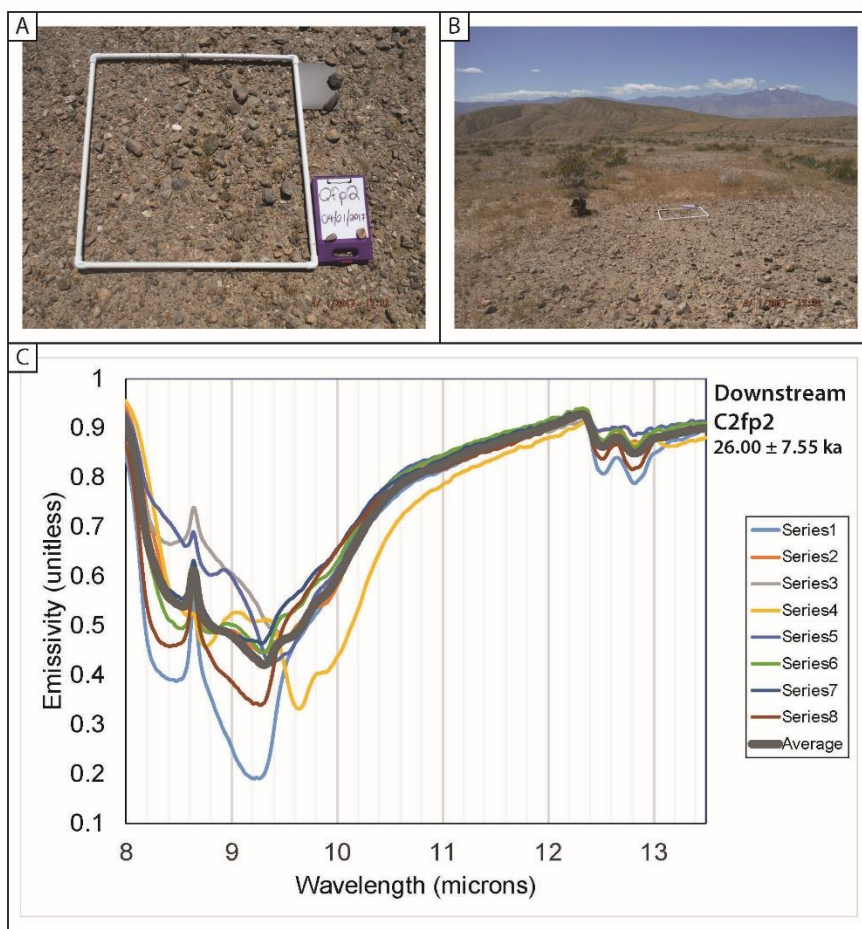 A
Qfp2
04/01/2017
B
C
Downstream
C2fp2
26.00 ± 7.55 ka
1
0.9
0.8
0.7
0.6
0.5
0.4
0.3
0.2
0.1
Emissivity (unitless)
8 9 10 11 12 13
Wavelength (microns)
Series1
Series2
Series3
Series4
Series5
Series6
Series7
Series8
Average